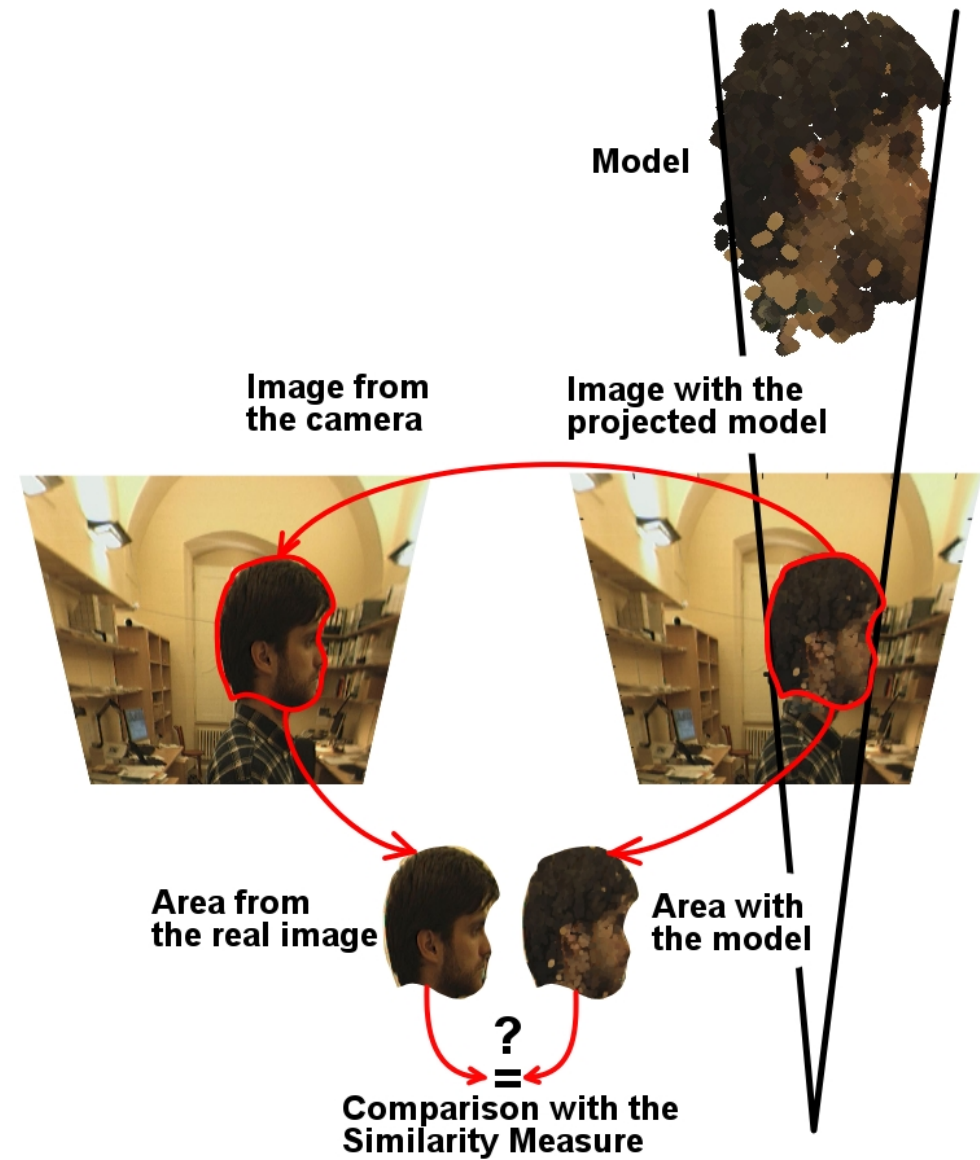 Model
Image from
the camera
Image with the
projected model
Area from
the real image
Area with
the model
?
=
Comparison with the
Similarity Measure